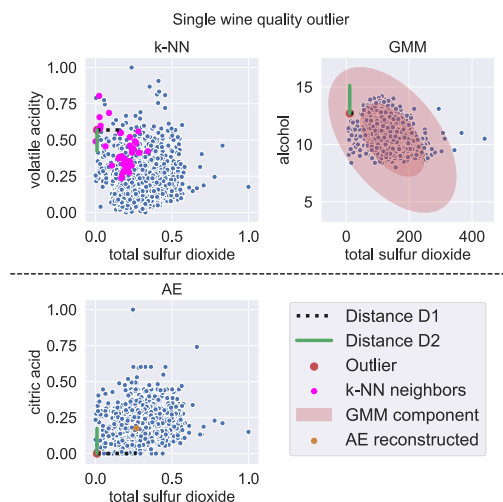 Single wine quality outlier
k-NN
1.00
0.75
0.50
0.25
0.00
volatile acidity
0.0 0.5 1.0
total sulfur dioxide
GMM
15
10
5
alcohol
0 200 400
total sulfur dioxide
AE
1.00
0.75
0.50
0.25
0.00
citric acid
0.0 0.5 1.0
total sulfur dioxide
Distance D1
Distance D2
Outlier
k-NN neighbors
GMM component
AE reconstructed